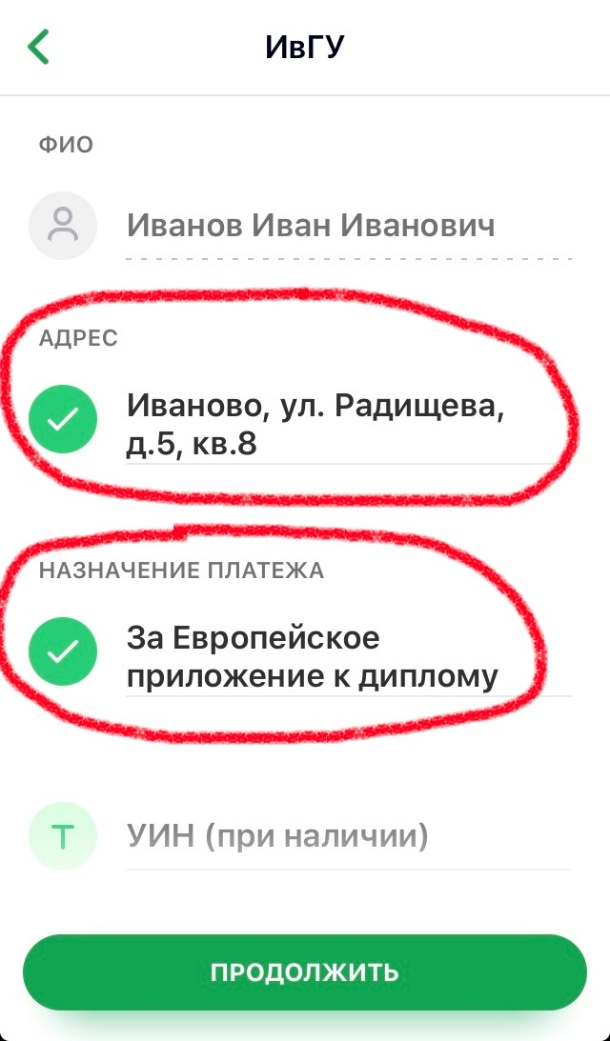 ИвГУ
ФИО
Иванов Иван Иванович
АДРЕС
Иваново, ул. Радищева,
д.5, кв.8
НАЗНАЧЕНИЕ ПЛАТЕЖА
За Европейское
приложение к диплому
Т
УИН (при наличии)
ПРОДОЛЖИТЬ